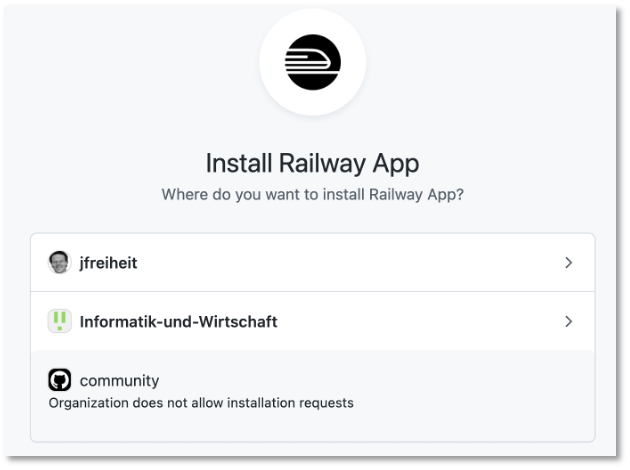 Install Railway App
Where do you want to install Railway App?
jfreiheit
Informatik-und-Wirtschaft
community
Organization does not allow installation requests